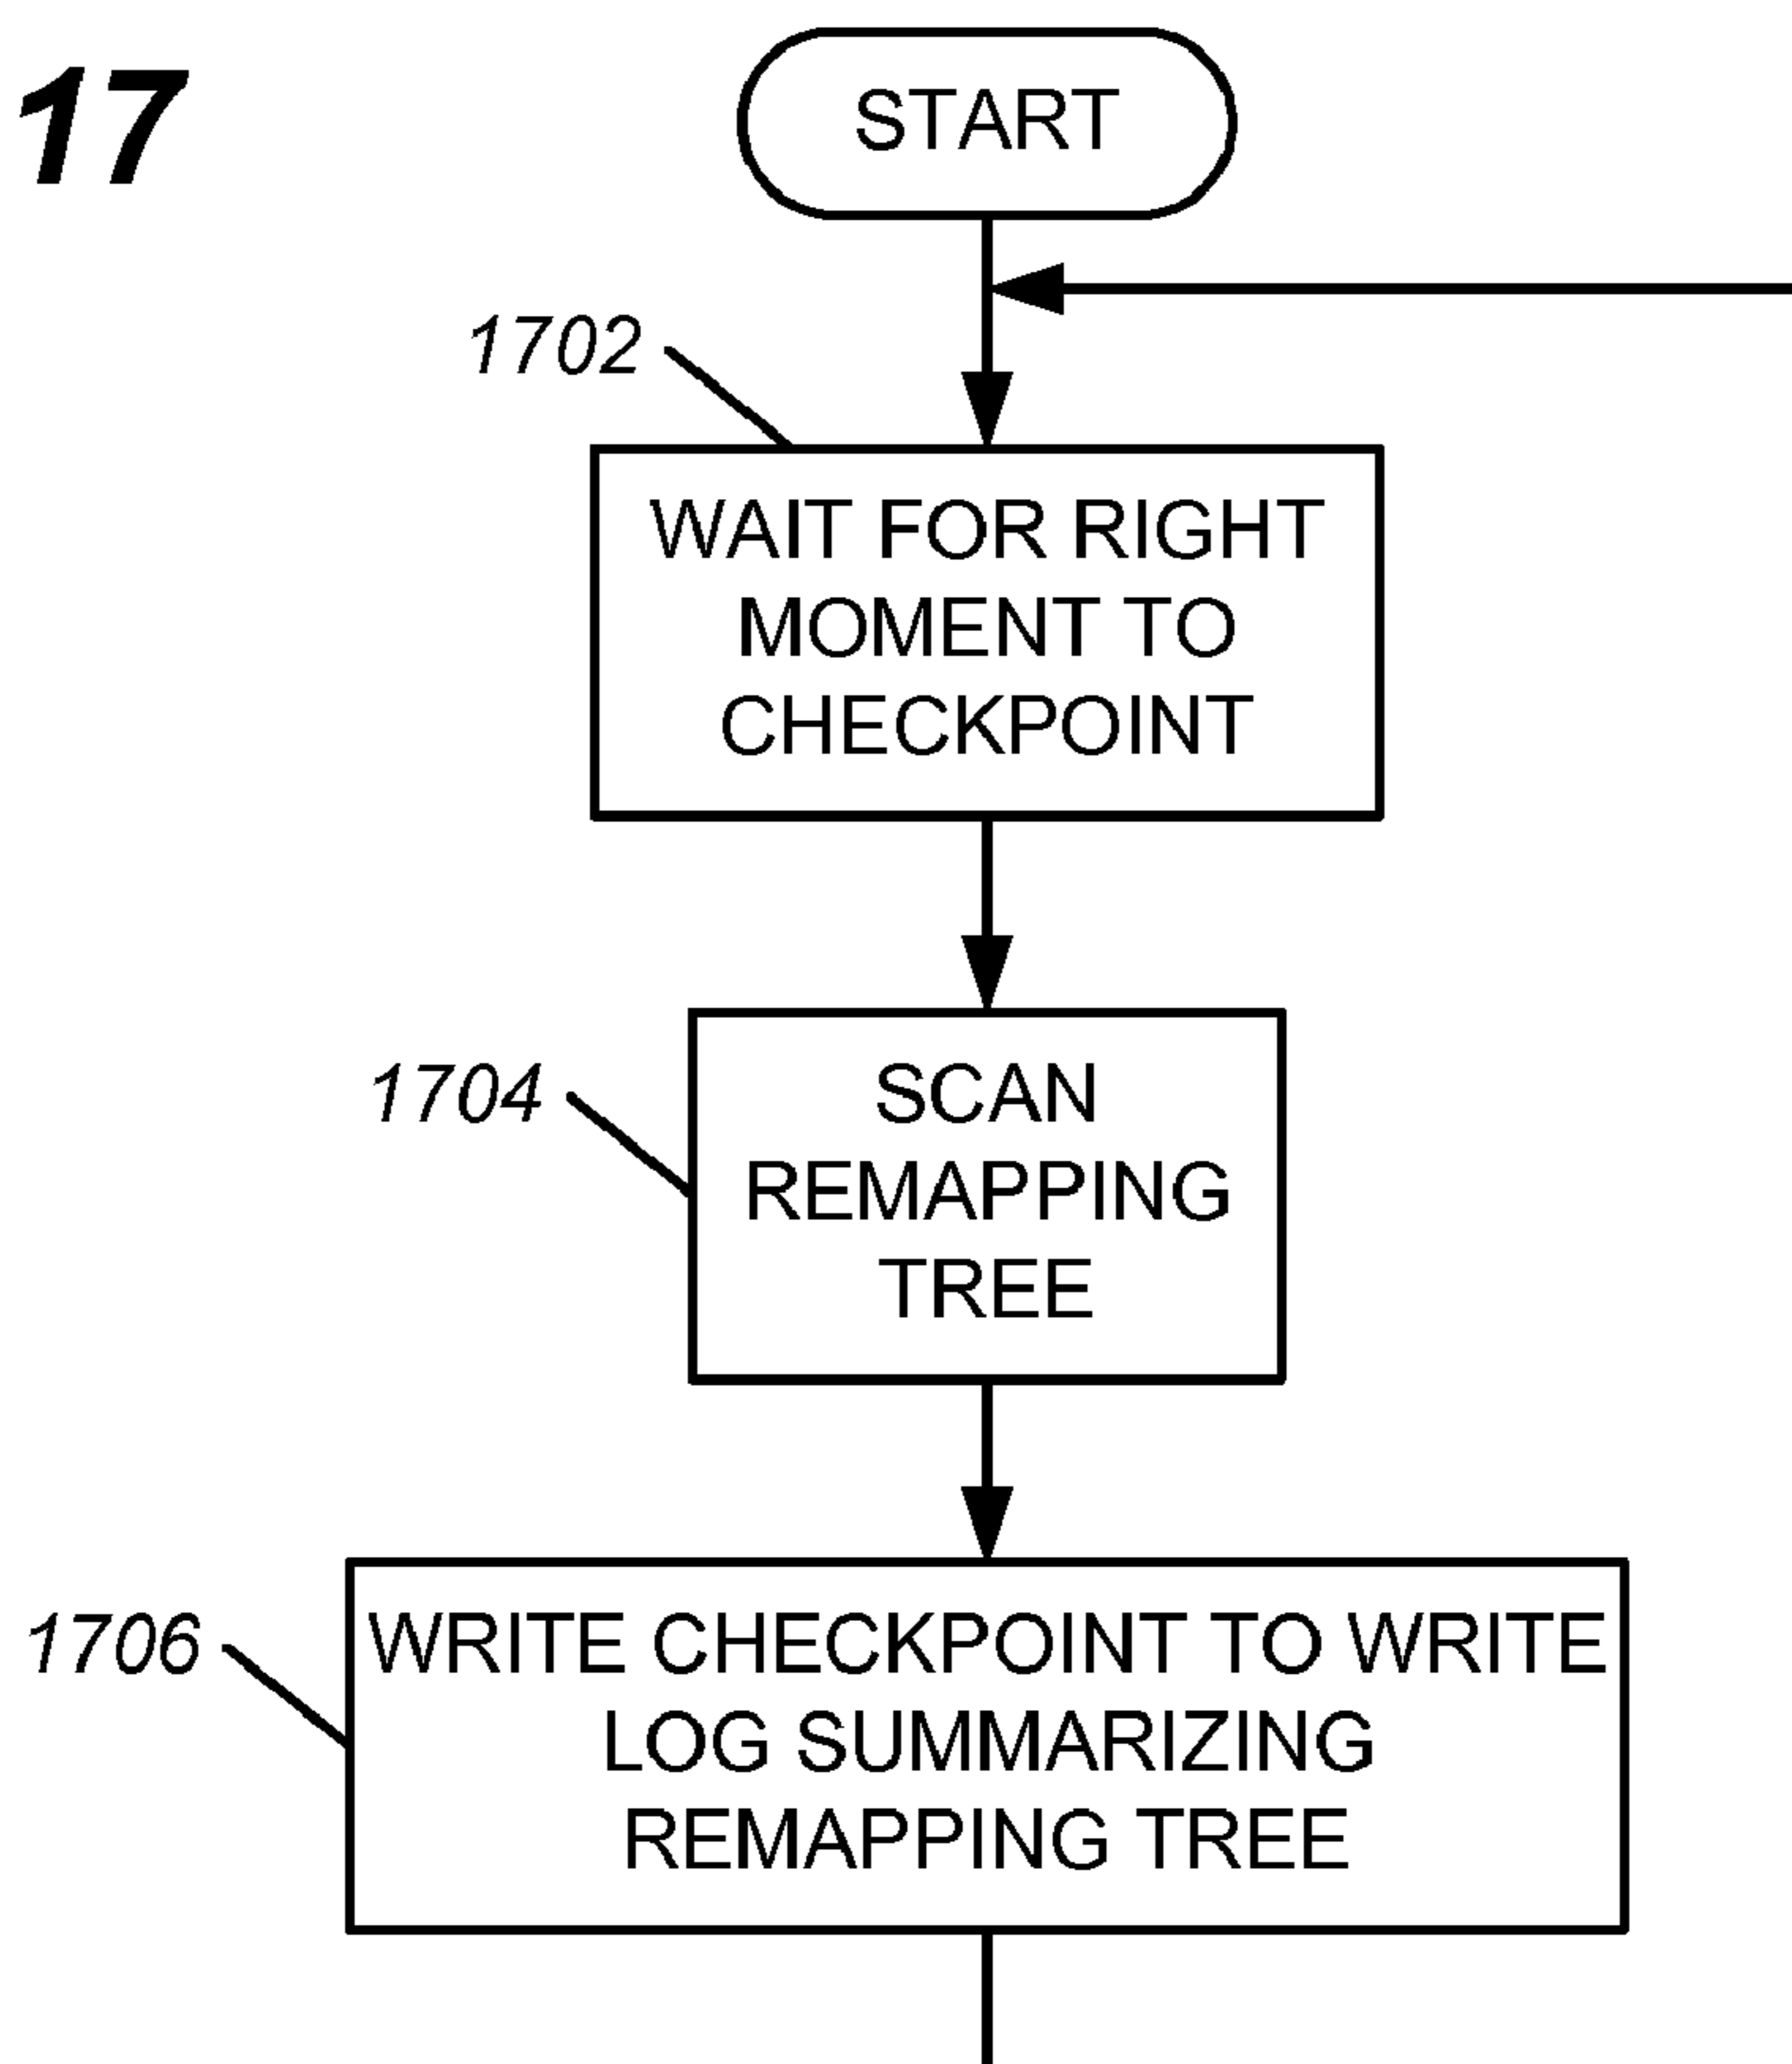 17
START
1702
WAIT FOR RIGHT
MOMENT TO
CHECKPOINT
1704
SCAN
REMAPPING
TREE
1706
WRITE CHECKPOINT TO WRITE
LOG SUMMARIZING
REMAPPING TREE